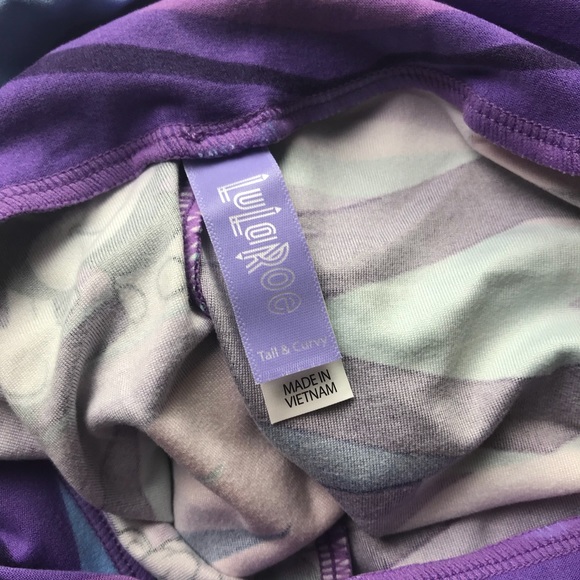 LuLaRoe
Tall & Curvy
MADE IN
VIETNAM